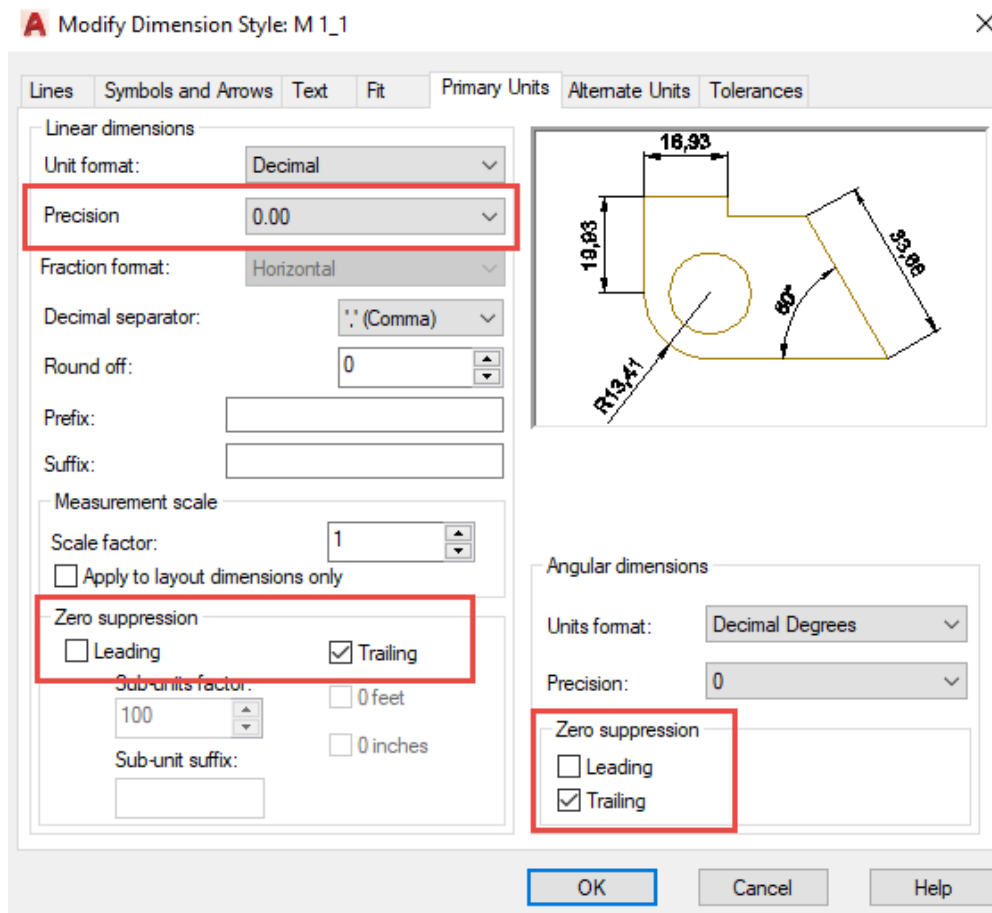 Modify Dimension Style: M 1_1
Lines
Symbols and Arrows
Text
Fit
Primary Units
Alternate Units
Tolerances
Linear dimensions
Unit format:
Decimal
Precision
0.00
Fraction format:
Horizontal
Decimal separator:
',' (Comma)
Round off:
0
Prefix:
Suffix:
Measurement scale
Scale factor:
1
Apply to layout dimensions only
Zero suppression
Leading
Trailing
Sub-units factor:
100
0 feet
0 inches
Sub-unit suffix:
16,93
19,93
33,66
60°
R13,41
Angular dimensions
Units format:
Decimal Degrees
Precision:
0
Zero suppression
Leading
Trailing
OK
Cancel
Help